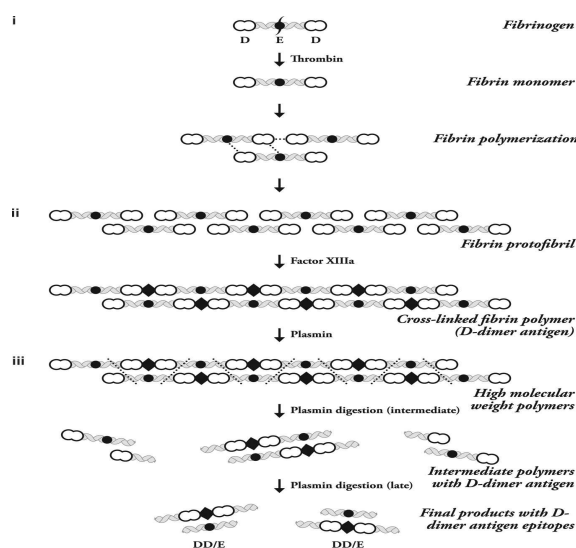 i
Fibrinogen
D E D
Thrombin
Fibrin monomer
Fibrin polymerization
ii
Fibrin protofibril
Factor XIIIa
Cross-linked fibrin polymer
(D-dimer antigen)
Plasmin
iii
High molecular
weight polymers
Plasmin digestion (intermediate)
Intermediate polymers
with D-dimer antigen
Plasmin digestion (late)
Final products with D-
dimer antigen epitopes
DD/E DD/E